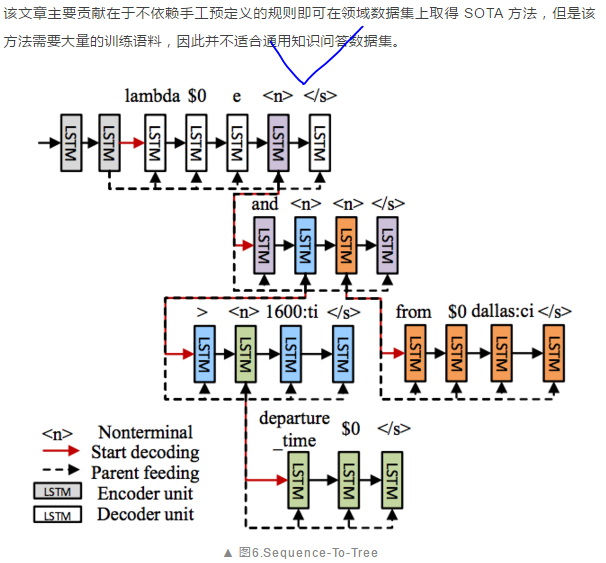 该文章主要贡献在于不依赖手工预定义的规则即可在领域数据集上取得 SOTA 方法，但是该
方法需要大量的训练语料，因此并不适合通用知识问答数据集。
lambda $0 e <n> </s>
LSTM LSTM LSTM LSTM LSTM LSTM LSTM
and <n> <n> </s>
LSTM LSTM LSTM LSTM
> <n> 1600:ti </s>
LSTM LSTM LSTM LSTM
from $0 dallas:ci </s>
LSTM LSTM LSTM LSTM
departure
_time $0 </s>
LSTM LSTM LSTM
<n> Nonterminal
Start decoding
Parent feeding
LSTM Encoder unit
LSTM Decoder unit
▲ 图6.Sequence-To-Tree